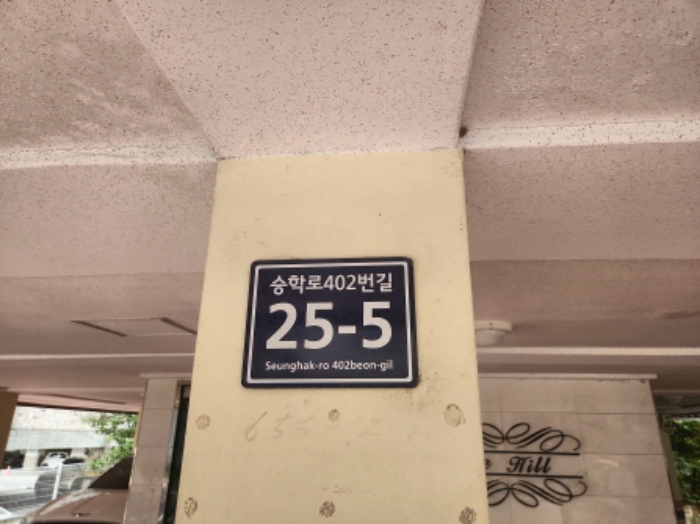 승학로402번길
25-5
Seunghak-ro 402beon-gil
Hill